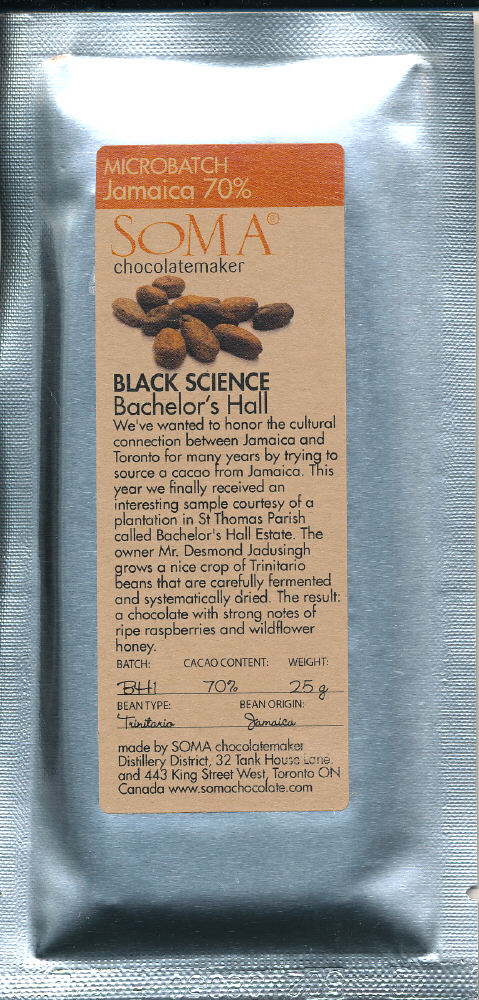 MICROBATCH
Jamaica 70%
SOMA®
chocolatemaker
BLACK SCIENCE
Bachelor's Hall
We've wanted to honor the cultural
connection between Jamaica and
Toronto for many years by trying to
source a cacao from Jamaica. This
year we finally received an
interesting sample courtesy of a
plantation in St Thomas Parish
called Bachelor's Hall Estate. The
owner Mr. Desmond Jadusingh
grows a nice crop of Trinitario
beans that are carefully fermented
and systematically dried. The result:
a chocolate with strong notes of
ripe raspberries and wildflower
honey.
BATCH: CACAO CONTENT: WEIGHT:
BH1 70% 25 g
BEAN TYPE: BEAN ORIGIN:
Trinitario Jamaica
made by SOMA chocolatemaker
Distillery District, 32 Tank House Lane.
and 443 King Street West, Toronto ON
Canada www.somachocolate.com